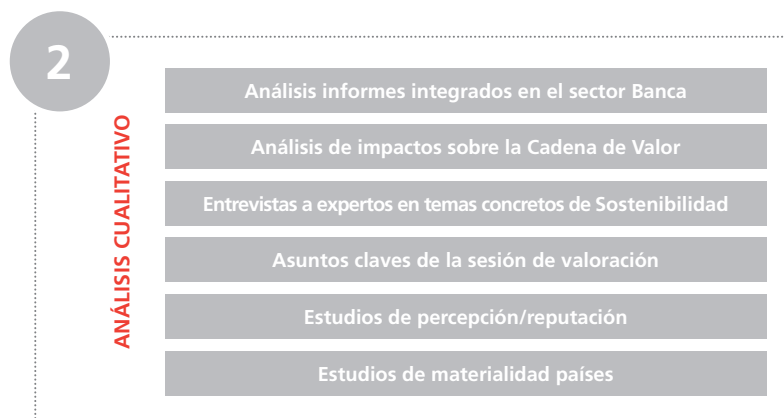 2
ANÁLISIS CUALITATIVO
Análisis informes integrados en el sector Banca
Análisis de impactos sobre la Cadena de Valor
Entrevistas a expertos en temas concretos de Sostenibilidad
Asuntos claves de la sesión de valoración
Estudios de percepción/reputación
Estudios de materialidad países